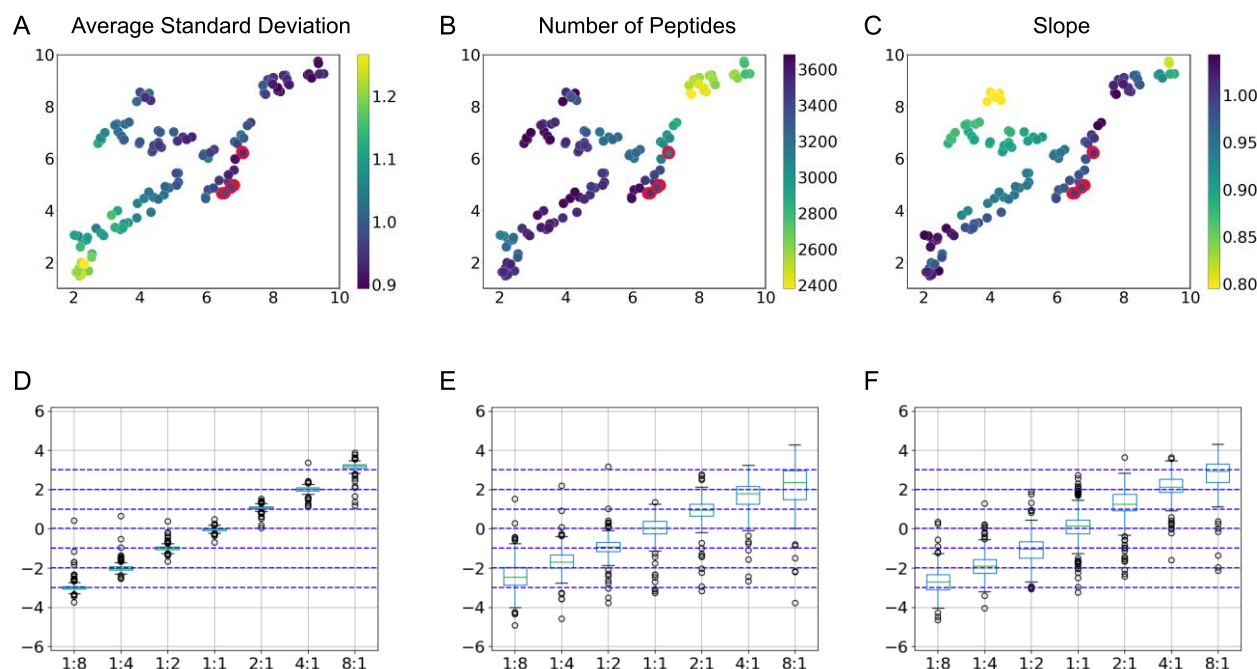 A Average Standard Deviation B Number of Peptides C Slope
10 10 10
8 8 8
6 6 6
4 4 4
2 2 2
2 4 6 8 10 2 4 6 8 10 2 4 6 8 10
1.2 1.1 1.0 0.9
3600 3400 3200 3000 2800 2600 2400
1.00 0.95 0.90 0.85 0.80
D E F
6 6 6
4 4 4
2 2 2
0 0 0
−2 −2 −2
−4 −4 −4
−6 −6 −6
1:8 1:4 1:2 1:1 2:1 4:1 8:1 1:8 1:4 1:2 1:1 2:1 4:1 8:1 1:8 1:4 1:2 1:1 2:1 4:1 8:1